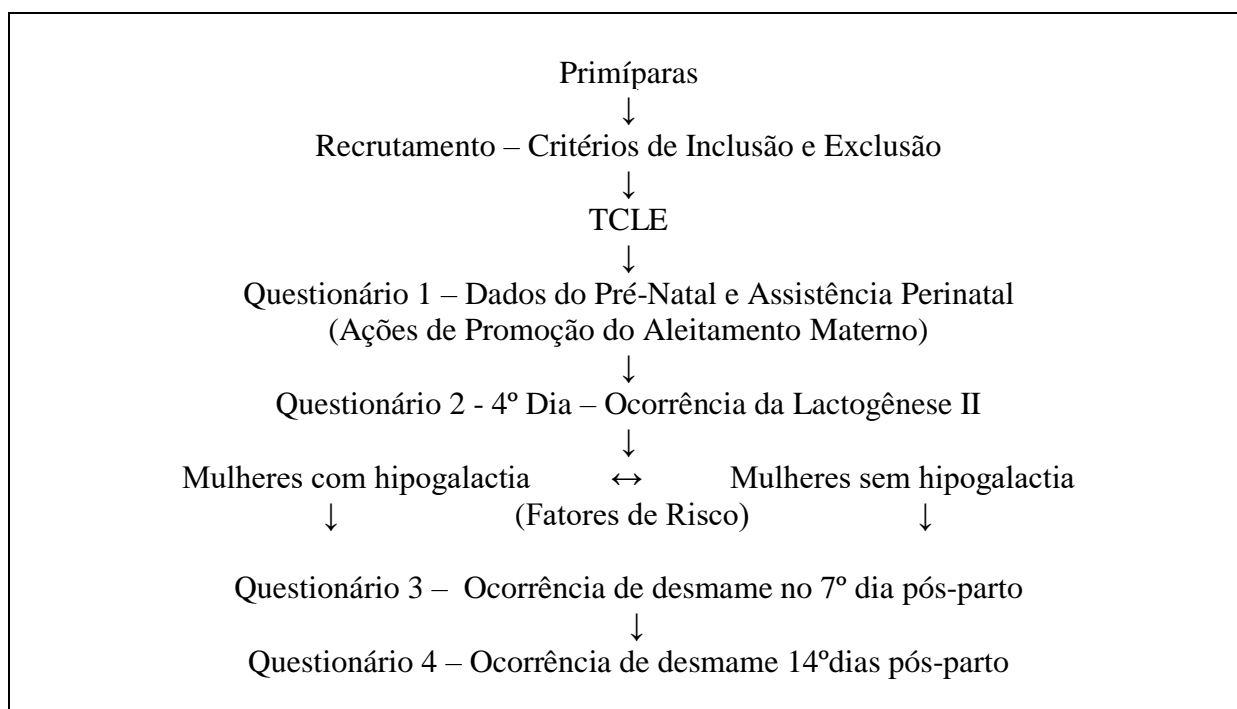 Primíparas
↓
Recrutamento – Critérios de Inclusão e Exclusão
↓
TCLE
↓
Questionário 1 – Dados do Pré-Natal e Assistência Perinatal
(Ações de Promoção do Aleitamento Materno)
↓
Questionário 2 - 4º Dia – Ocorrência da Lactogênese II
↓
Mulheres com hipogalactia ↔ Mulheres sem hipogalactia
↓ (Fatores de Risco) ↓
Questionário 3 – Ocorrência de desmame no 7º dia pós-parto
↓
Questionário 4 – Ocorrência de desmame 14ºdias pós-parto